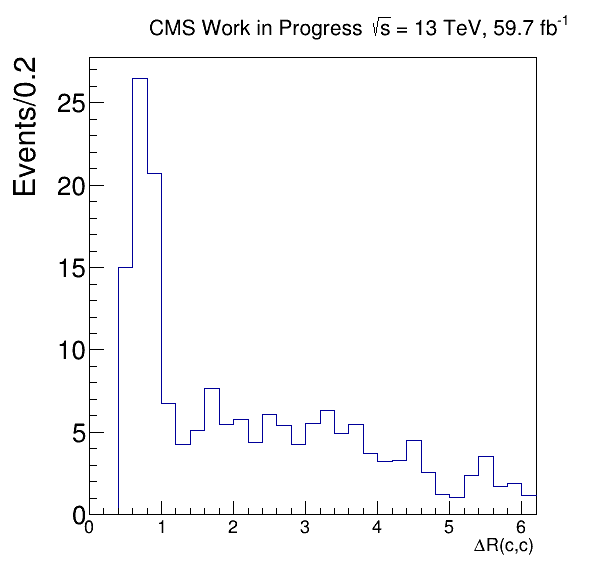 CMS Work in Progress √s = 13 TeV, 59.7 fb⁻¹
Events/0.2
25
20
15
10
5
0
0 1 2 3 4 5 6
ΔR(c,c)